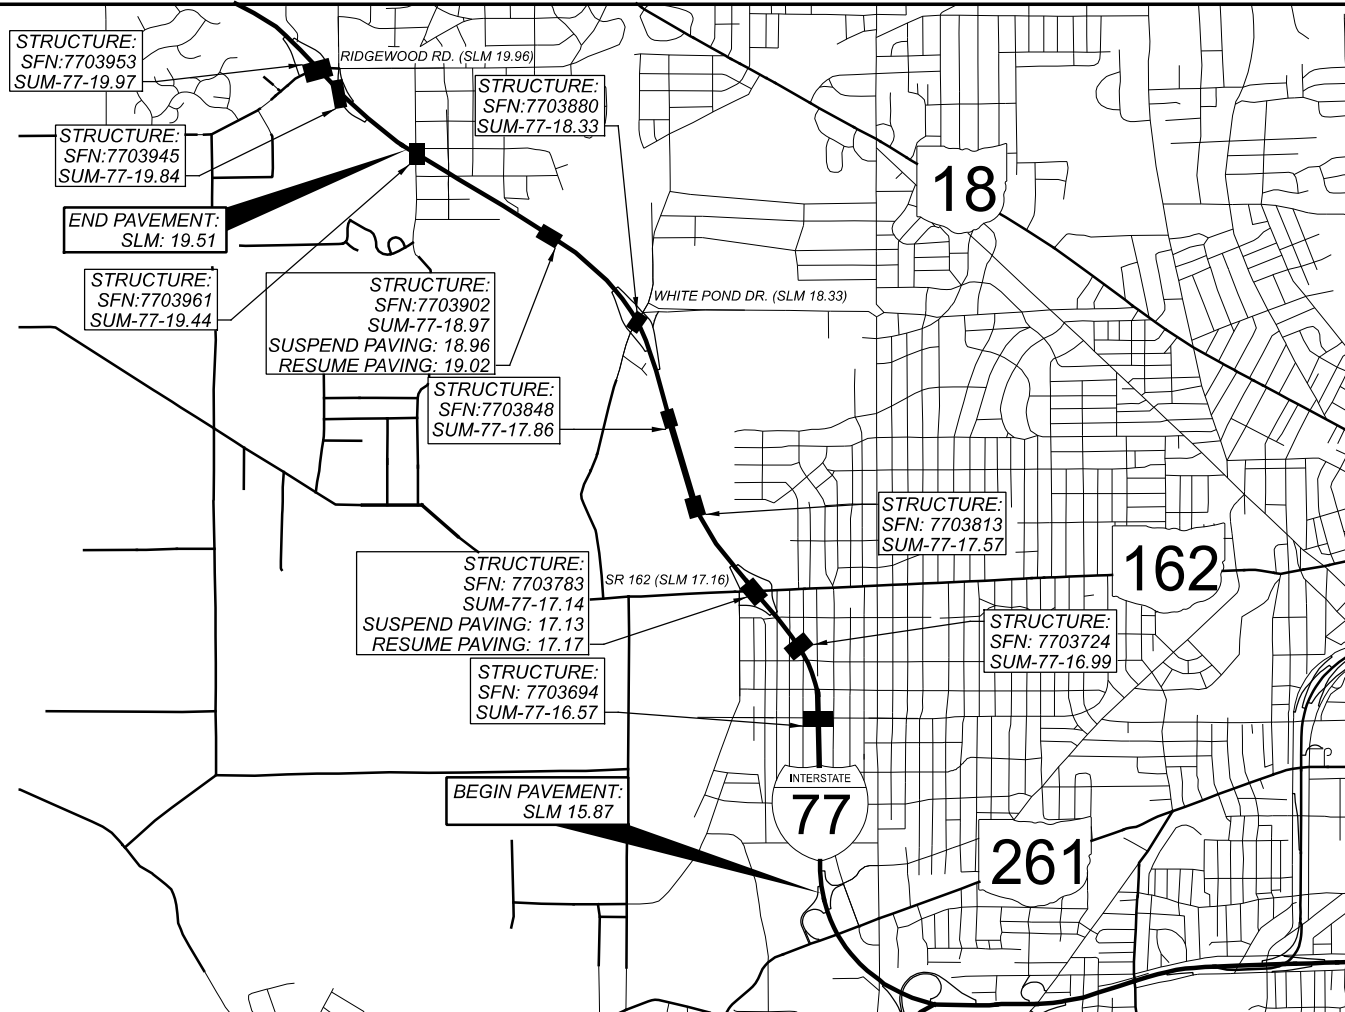 STRUCTURE:
SFN:7703953
SUM-77-19.97
RIDGEWOOD RD. (SLM 19.96)
STRUCTURE:
SFN:7703880
SUM-77-18.33
STRUCTURE:
SFN:7703945
SUM-77-19.84
18
END PAVEMENT:
SLM: 19.51
STRUCTURE:
SFN:7703961
SUM-77-19.44
STRUCTURE:
SFN:7703902
SUM-77-18.97
SUSPEND PAVING: 18.96
RESUME PAVING: 19.02
WHITE POND DR. (SLM 18.33)
STRUCTURE:
SFN:7703848
SUM-77-17.86
STRUCTURE:
SFN: 7703813
SUM-77-17.57
162
STRUCTURE:
SFN: 7703783
SUM-77-17.14
SUSPEND PAVING: 17.13
RESUME PAVING: 17.17
SR 162 (SLM 17.16)
STRUCTURE:
SFN: 7703724
SUM-77-16.99
STRUCTURE:
SFN: 7703694
SUM-77-16.57
BEGIN PAVEMENT:
SLM 15.87
INTERSTATE
77
261